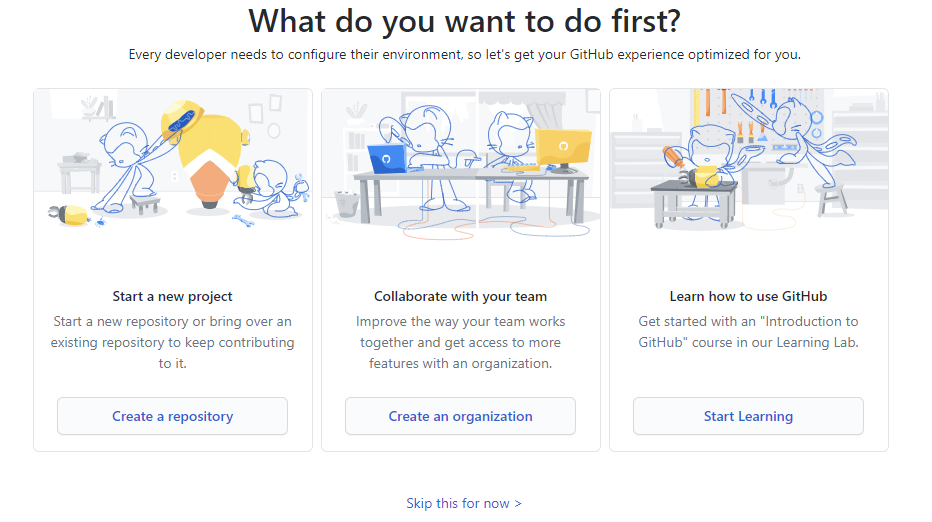 What do you want to do first?
Every developer needs to configure their environment, so let's get your GitHub experience optimized for you.
Start a new project
Start a new repository or bring over an
existing repository to keep contributing
to it.
Create a repository
Collaborate with your team
Improve the way your team works
together and get access to more
features with an organization.
Create an organization
Learn how to use GitHub
Get started with an "Introduction to
GitHub" course in our Learning Lab.
Start Learning
Skip this for now >